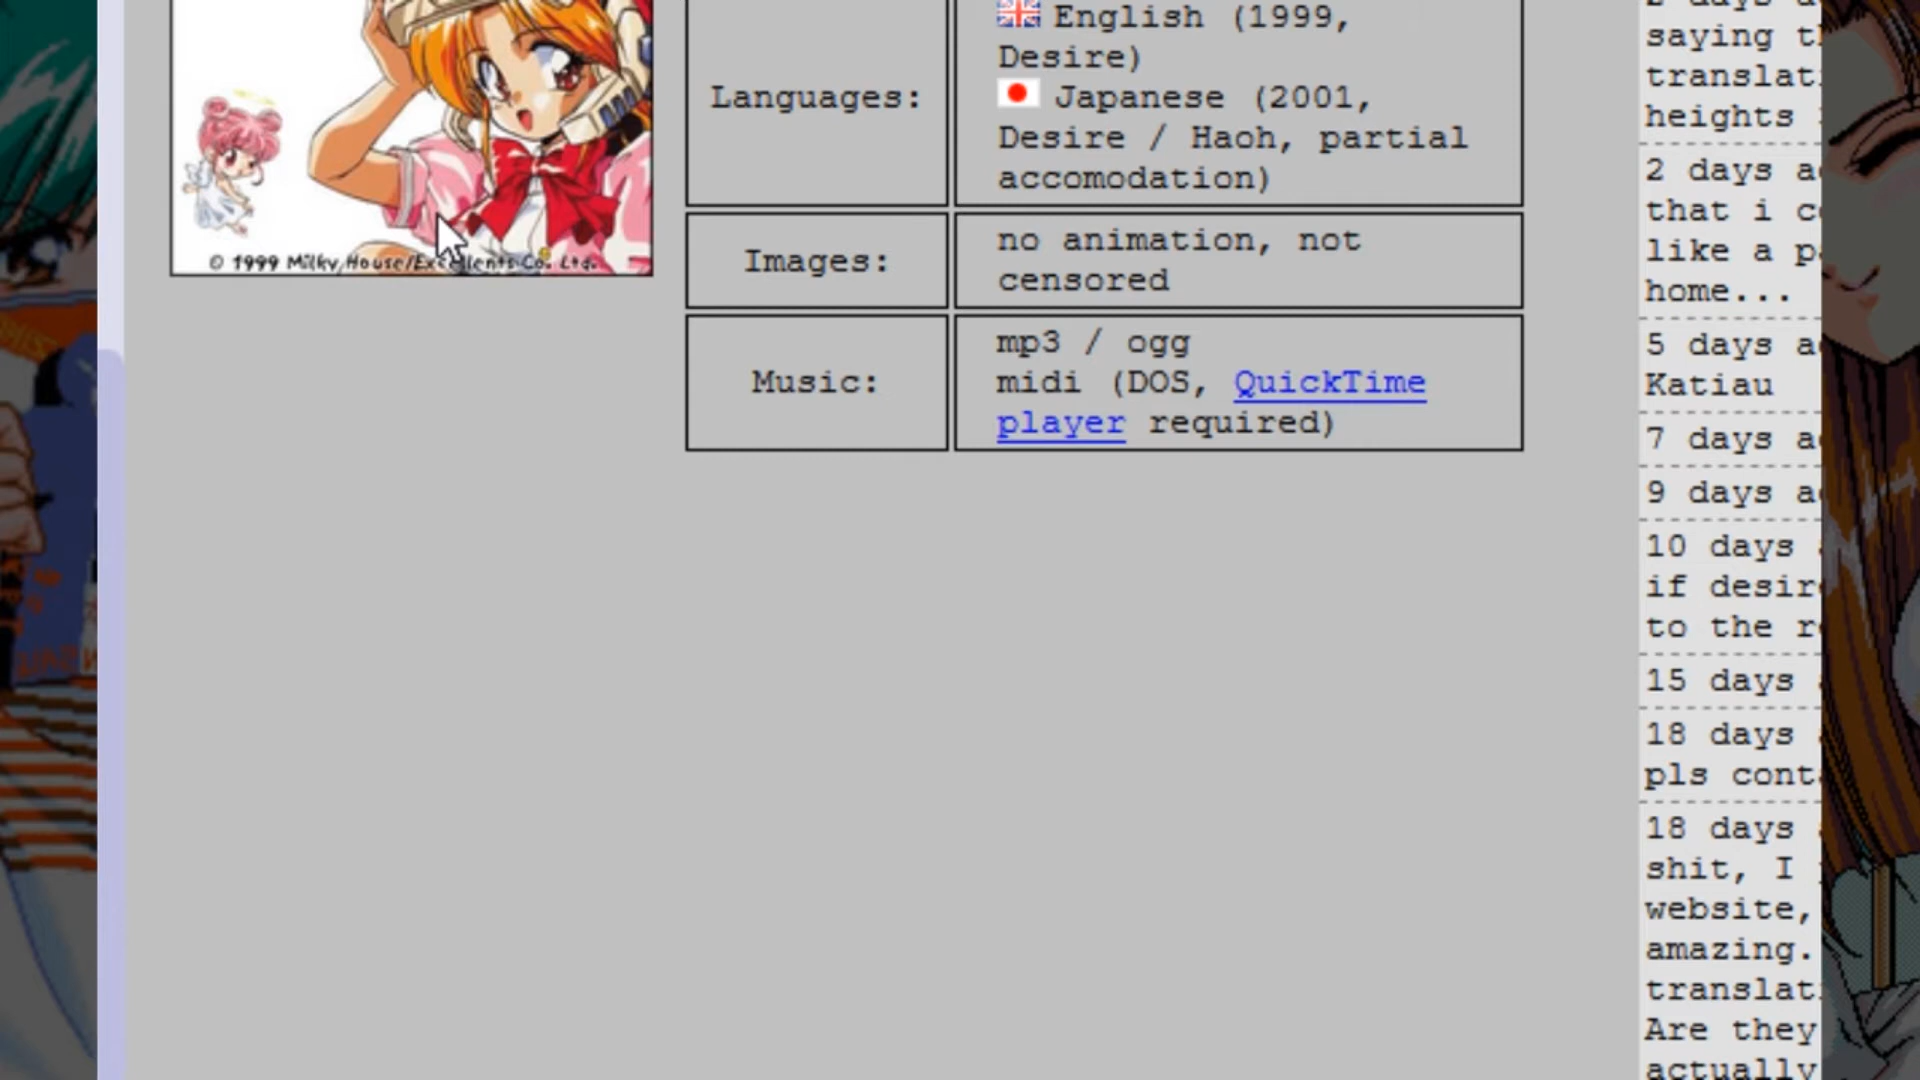 English (1999,
Desire)
Languages:
Japanese (2001,
Desire / Haoh, partial
accomodation)
© 1999 Milky House/Excellents Co. Ltd.
Images:
no animation, not
censored
Music:
mp3 / ogg
midi (DOS, QuickTime
player required)
saying
heights
2 days
that i
like a
home...
5 days
Katiau
7 days
9 days
10 days
if
to the
15 days
18 days
pls
18 days
shit, I
website,
amazing.
Are they
actually